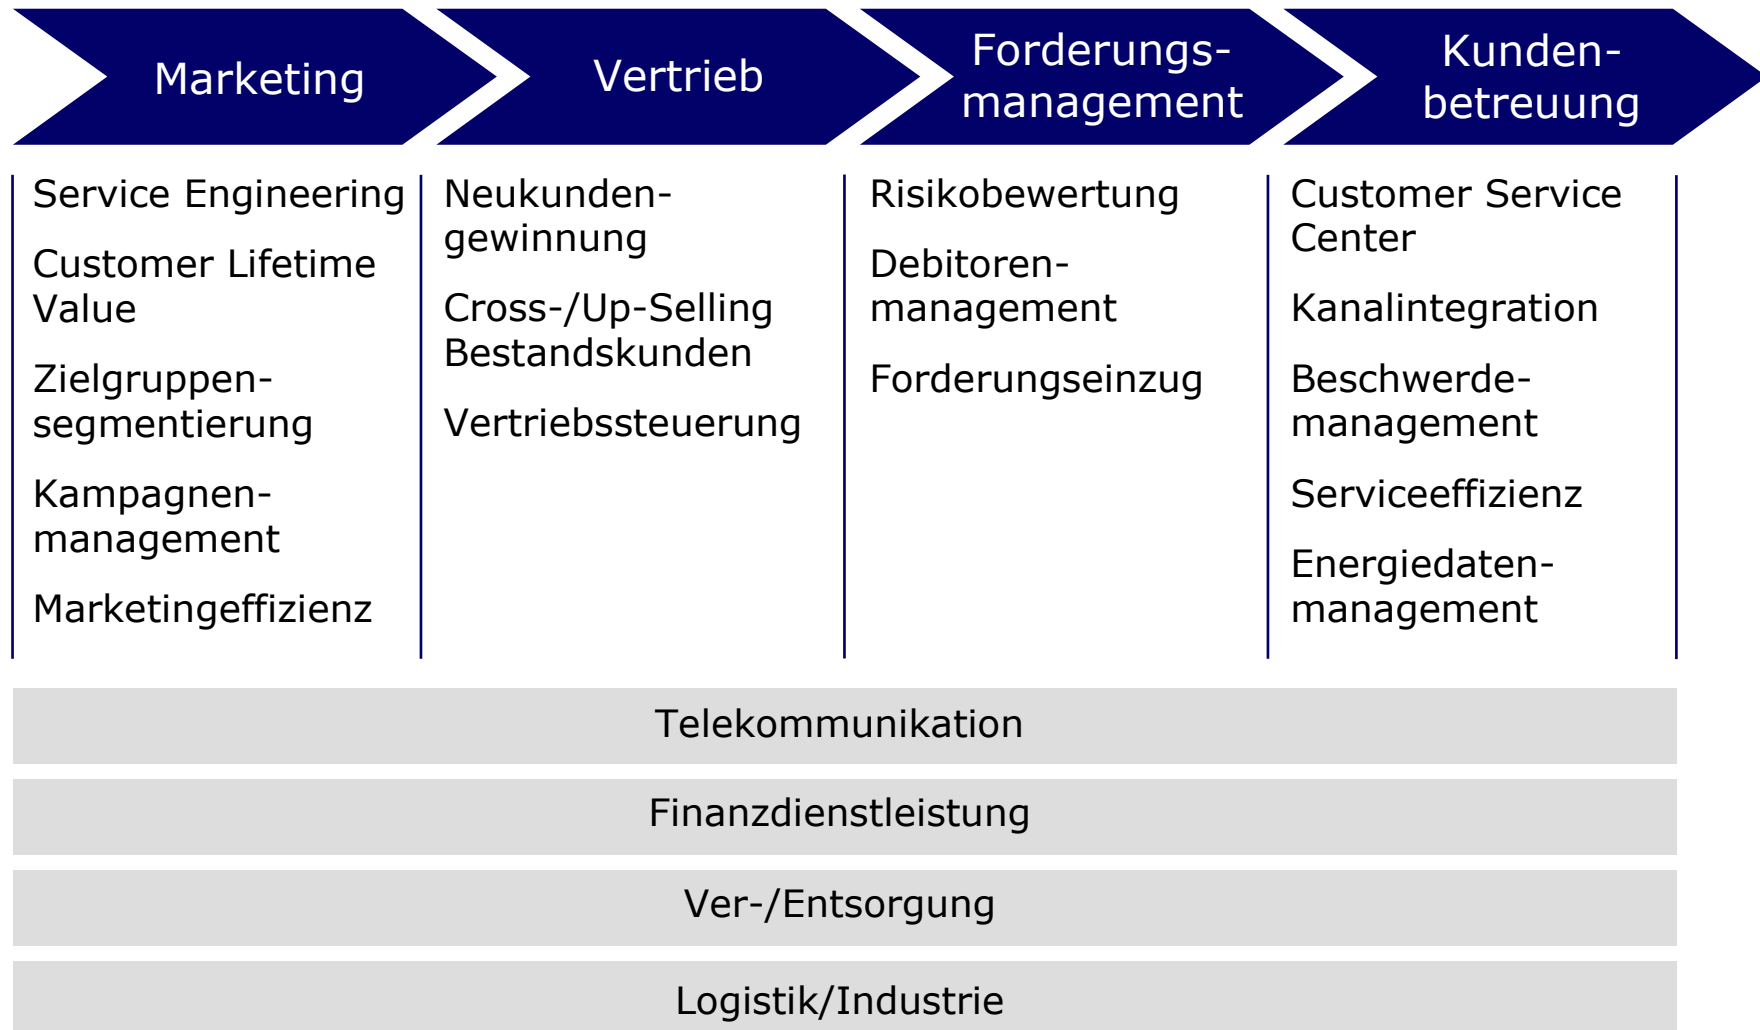 Marketing
Vertrieb
Forderungs-
management
Kunden-
betreuung
Service Engineering
Customer Lifetime
Value
Zielgruppen-
segmentierung
Kampagnen-
management
Marketingeffizienz
Neukunden-
gewinnung
Cross-/Up-Selling
Bestandskunden
Vertriebssteuerung
Risikobewertung
Debitoren-
management
Forderungseinzug
Customer Service
Center
Kanalintegration
Beschwerde-
management
Serviceeffizienz
Energiedaten-
management
Telekommunikation
Finanzdienstleistung
Ver-/Entsorgung
Logistik/Industrie